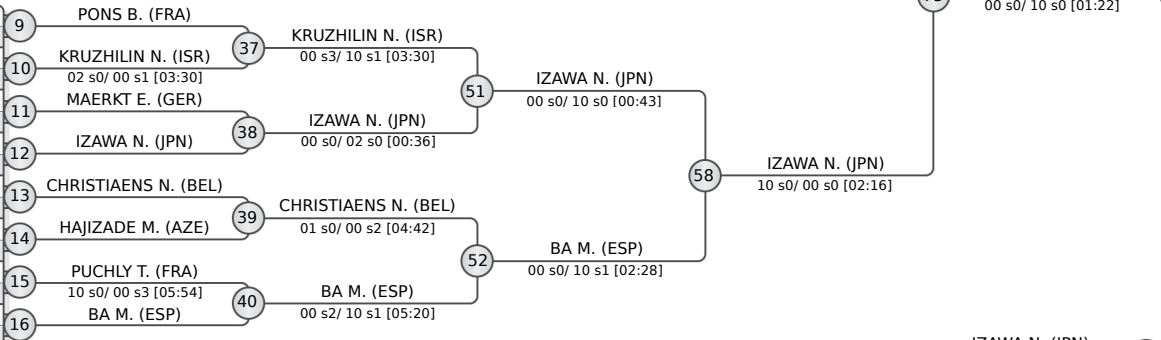 00 s0/ 10 s0 [01:22]
9
PONS B. (FRA)
10
KRUZHILIN N. (ISR)
02 s0/ 00 s1 [03:30]
37
KRUZHILIN N. (ISR)
00 s3/ 10 s1 [03:30]
11
MAERKT E. (GER)
12
IZAWA N. (JPN)
38
IZAWA N. (JPN)
00 s0/ 02 s0 [00:36]
51
IZAWA N. (JPN)
00 s0/ 10 s0 [00:43]
13
CHRISTIAENS N. (BEL)
14
HAJIZADE M. (AZE)
39
CHRISTIAENS N. (BEL)
01 s0/ 00 s2 [04:42]
15
PUCHLY T. (FRA)
10 s0/ 00 s3 [05:54]
16
BA M. (ESP)
40
BA M. (ESP)
00 s2/ 10 s1 [05:20]
52
BA M. (ESP)
00 s0/ 10 s1 [02:28]
58
IZAWA N. (JPN)
10 s0/ 00 s0 [02:16]
IZAWA N. (JPN)